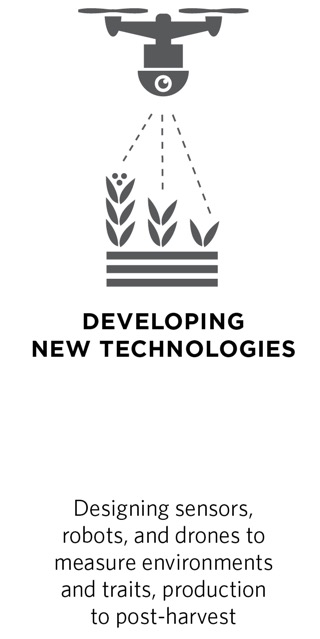 DEVELOPING
NEW TECHNOLOGIES
Designing sensors,
robots, and drones to
measure environments
and traits, production
to post-harvest